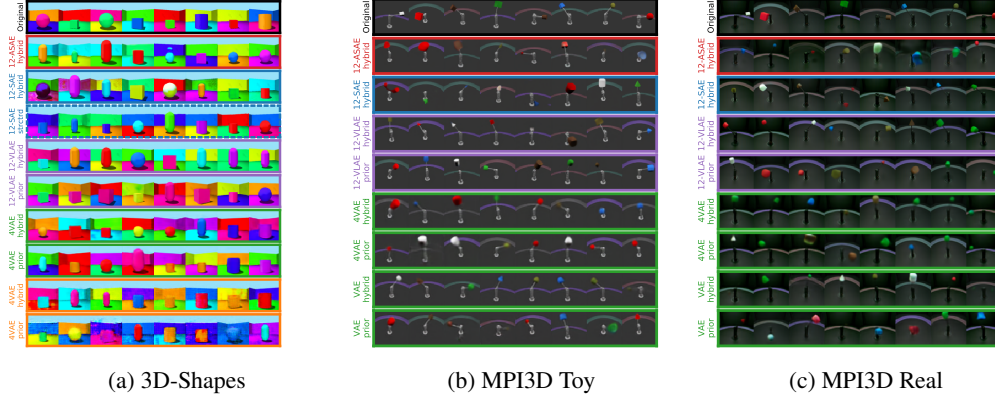 Original
12-ASAE
hybrid
12-SAE
hybrid
12-SAE
strctrd
12-VLAE
hybrid
12-VLAE
prior
4VAE
hybrid
4VAE
prior
4VAE
hybrid
4VAE
prior
(a) 3D-Shapes
Original
12-ASAE
hybrid
12-SAE
hybrid
12-VLAE
hybrid
12-VLAE
prior
4VAE
hybrid
4VAE
prior
VAE
hybrid
VAE
prior
(b) MPI3D Toy
Original
12-ASAE
hybrid
12-SAE
hybrid
12-VLAE
hybrid
12-VLAE
prior
4VAE
hybrid
4VAE
prior
VAE
hybrid
VAE
prior
(c) MPI3D Real